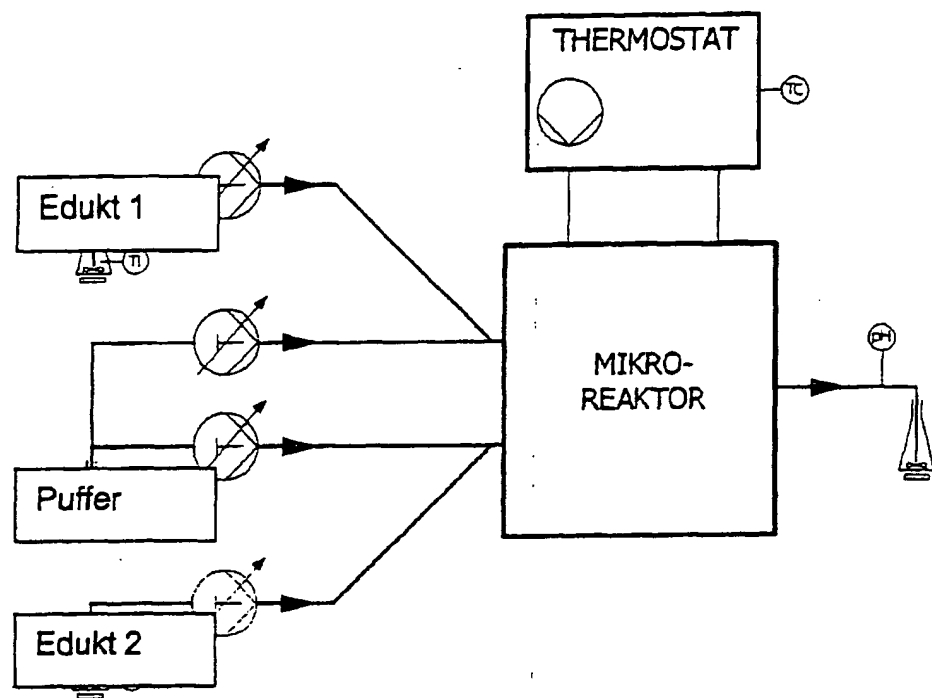 THERMOSTAT
TC
Edukt 1
TI
MIKRO-
REAKTOR
pH
Puffer
Edukt 2